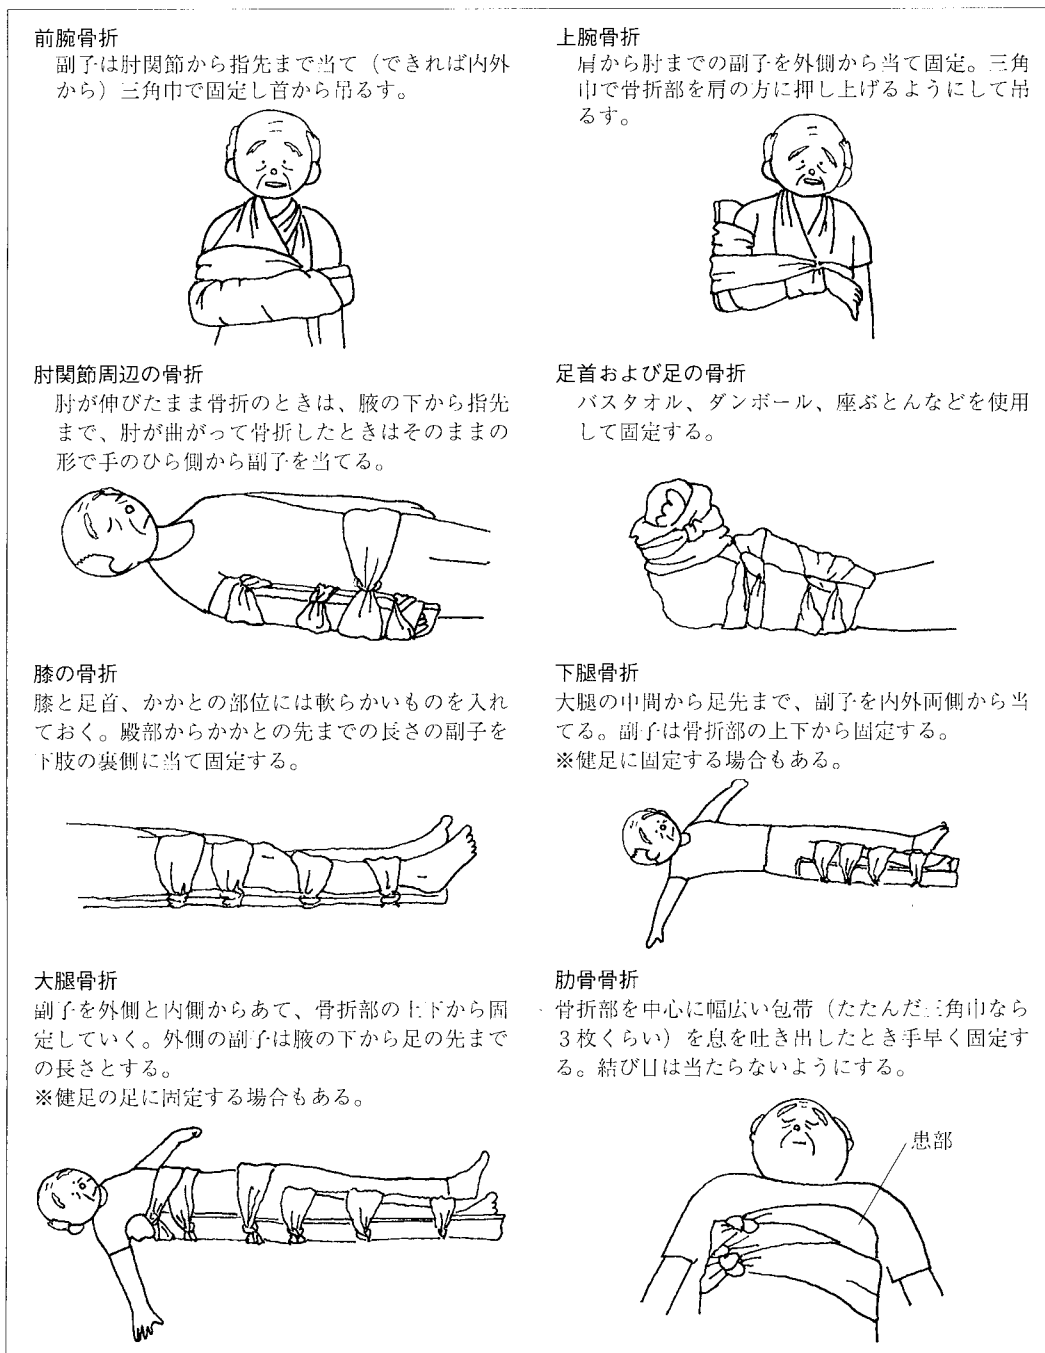 前腕骨折
副子は肘関節から指先まで当て（できれば内外
から）三角巾で固定し首から吊るす。
上腕骨折
肩から肘までの副子を外側から当て固定。三角
巾で骨折部を肩の方に押し上げるようにして吊
るす。
肘関節周辺の骨折
肘が伸びたまま骨折のときは、腋の下から指先
まで、肘が曲がって骨折したときはそのままの
形で手のひら側から副子を当てる。
足首および足の骨折
バスタオル、ダンボール、座ぶとんなどを使用
して固定する。
膝の骨折
膝と足首、かかとの部位には軟らかいものを入れ
ておく。殿部からかかとの先までの長さの副子を
下肢の裏側に当て固定する。
下腿骨折
大腿の中間から足先まで、副子を内外両側から当
てる。副子は骨折部の上下から固定する。
※健足に固定する場合もある。
大腿骨折
副子を外側と内側からあて、骨折部の上下から固
定していく。外側の副子は腋の下から足の先まで
の長さとする。
※健足の足に固定する場合もある。
肋骨骨折
骨折部を中心に幅広い包帯（たたんだ三角巾なら
3枚くらい）を息を吐き出したとき手早く固定す
る。結び目は当たらないようにする。
患部